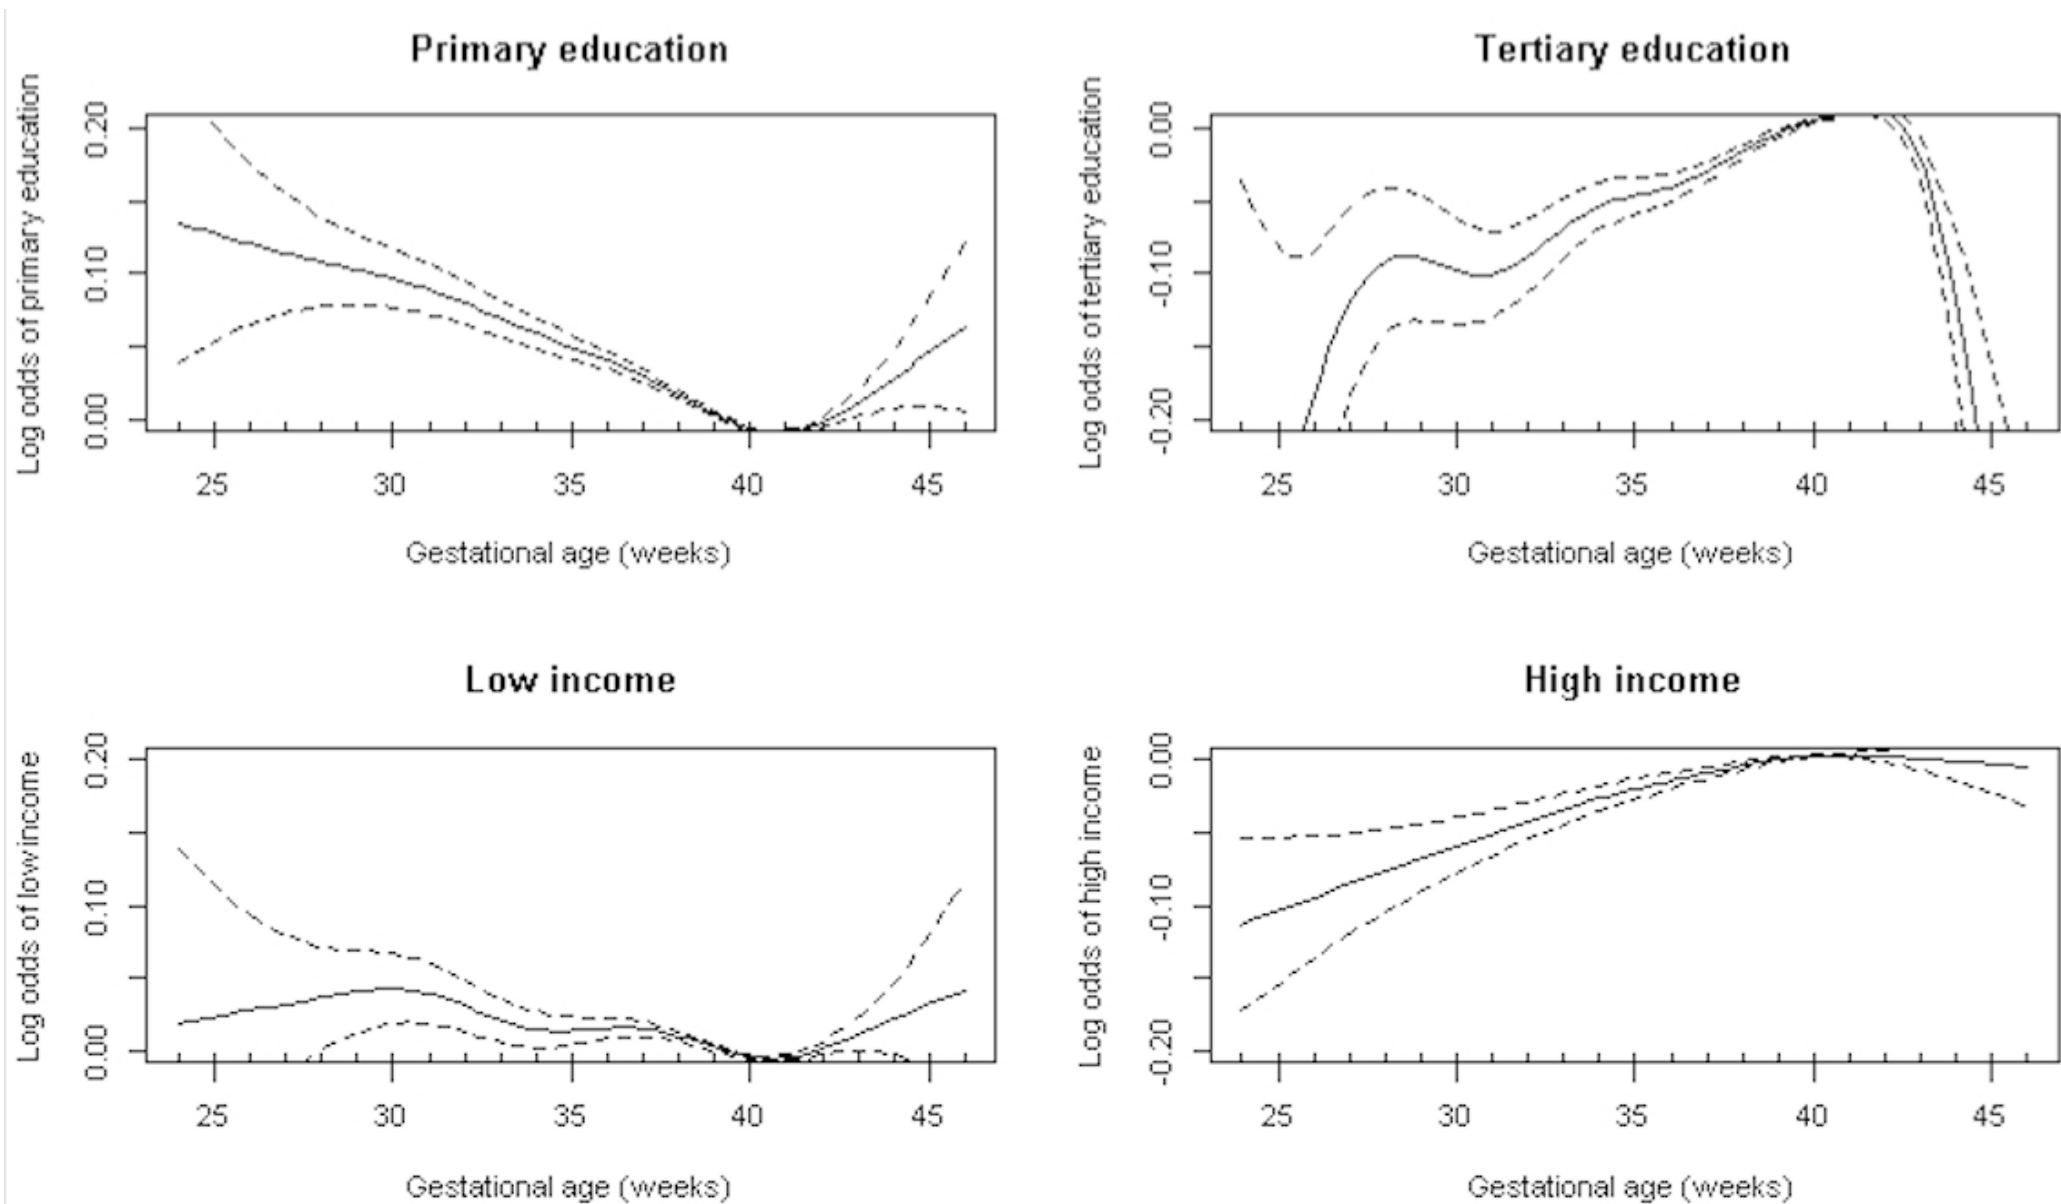 Primary education
Log odds of primary education
0.20
0.10
0.00
25 30 35 40 45
Gestational age (weeks)
Tertiary education
Log odds of tertiary education
0.00
-0.10
-0.20
25 30 35 40 45
Gestational age (weeks)
Low income
Log odds of low income
0.20
0.10
0.00
25 30 35 40 45
Gestational age (weeks)
High income
Log odds of high income
0.00
-0.10
-0.20
25 30 35 40 45
Gestational age (weeks)